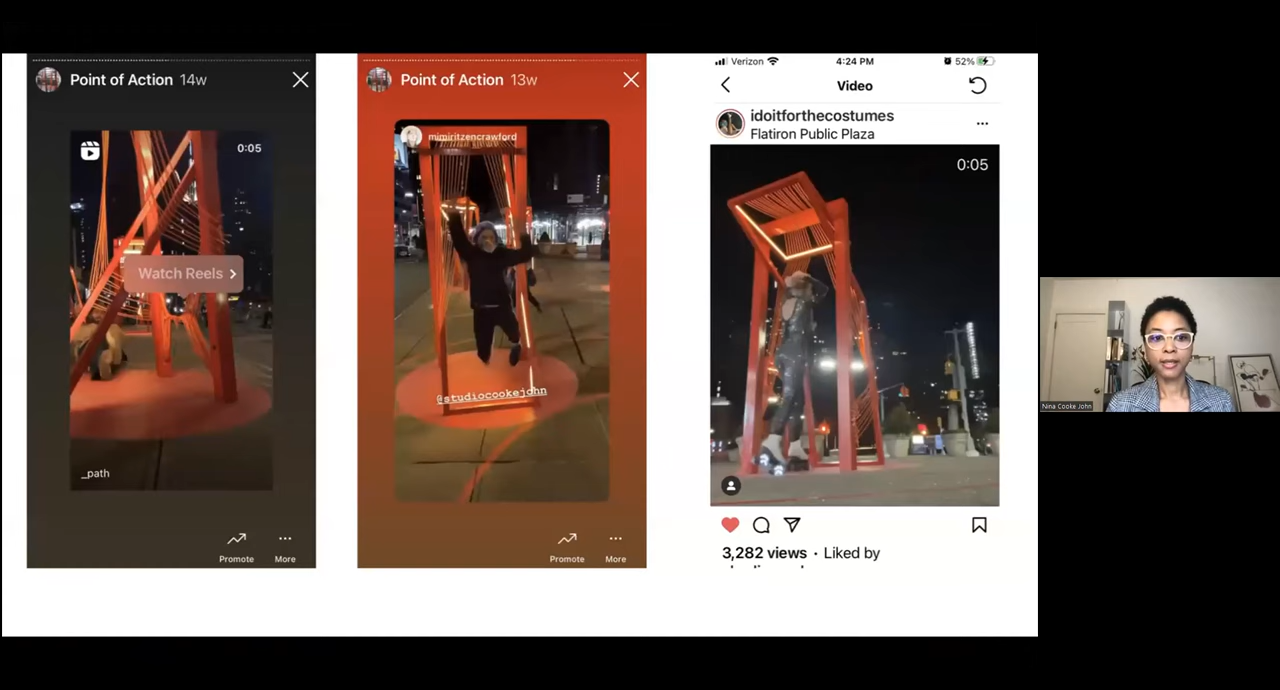 Point of Action 14w
0:05
Watch Reels
_path
Promote
More
Point of Action 13w
mimiritzencrawford
@studiocookejohn
Promote
More
Verizon
4:24 PM
52%
Video
idoitforthecostumes
Flatiron Public Plaza
0:05
3,282 views · Liked by
Nina Cooke John